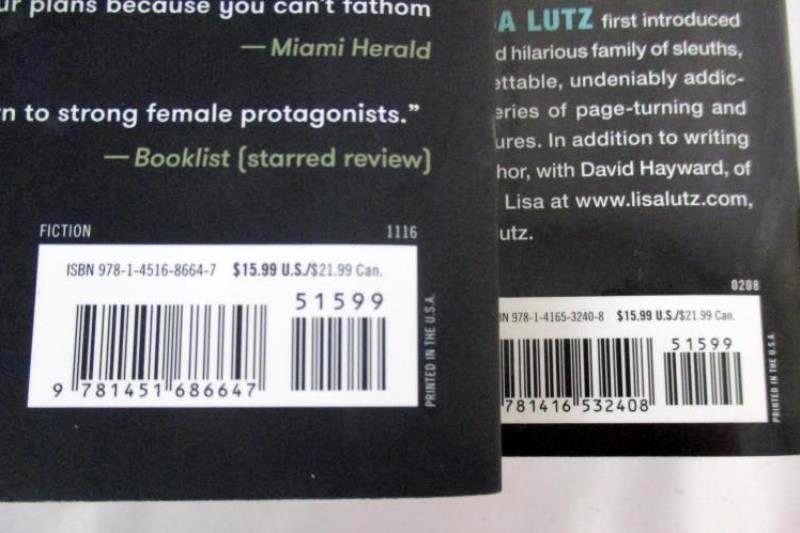 ur plans because you can't fathom
— Miami Herald
n to strong female protagonists.”
— Booklist (starred review)
FICTION 1116
ISBN 978-1-4516-8664-7 $15.99 U.S./$21.99 Can.
51599
9 781451 686647
PRINTED IN THE U.S.A.
A LUTZ first introduced
d hilarious family of sleuths,
ettable, undeniably addic-
eries of page-turning and
ures. In addition to writing
hor, with David Hayward, of
Lisa at www.lisalutz.com,
utz.
0208
BN 978-1-4165-3240-8 $15.99 U.S./$21.99 Can.
51599
781416 532408
PRINTED IN THE U.S.A.